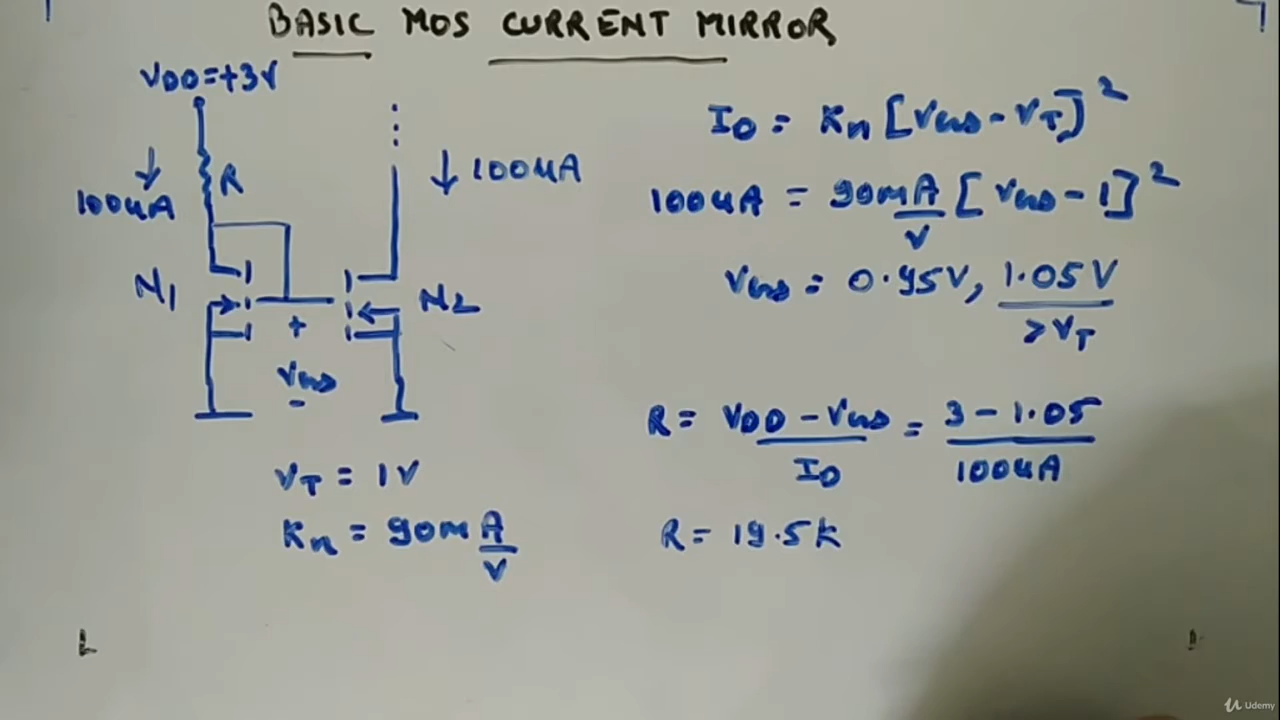 BASIC MOS CURRENT MIRROR
VDD=+3V
↓ 100uA
R
↓ 100uA
N1
N2
+
VGS
-
VT = 1V
Kn = 90m A/V
ID = Kn [VGS - VT]²
100uA = 90mA/V [VGS - 1]²
VGS = 0.95V, 1.05V
>VT
R = VDD - VGS / ID = 3 - 1.05 / 100uA
R = 19.5k
Udemy